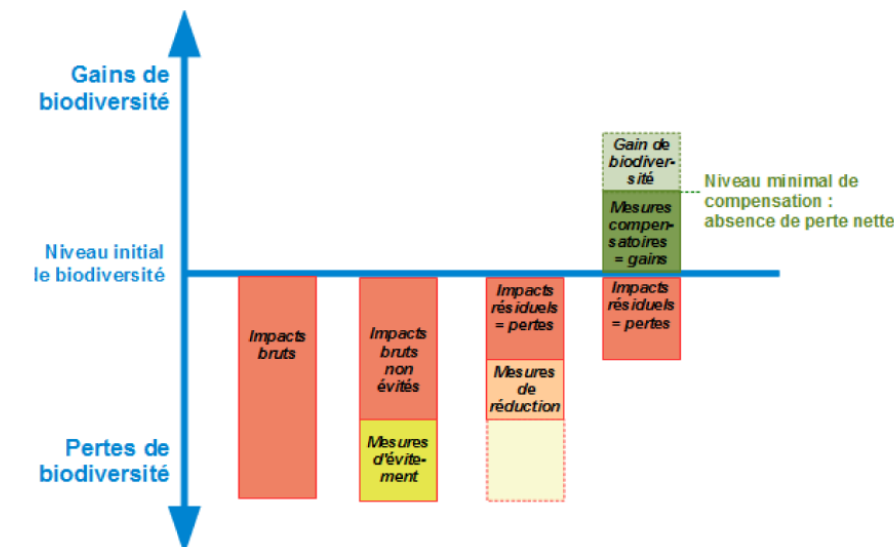 Gains de
biodiversité
Gain de
biodiver-
sité
Niveau minimal de
compensation :
absence de perte nette
Mesures
compen-
satoires
= gains
Niveau initial
de biodiversité
Impacts
bruts
Impacts
bruts
non
évités
Impacts
résiduels
= pertes
Impacts
résiduels
= pertes
Mesures
de
réduction
Mesures
d'évite-
ment
Pertes de
biodiversité